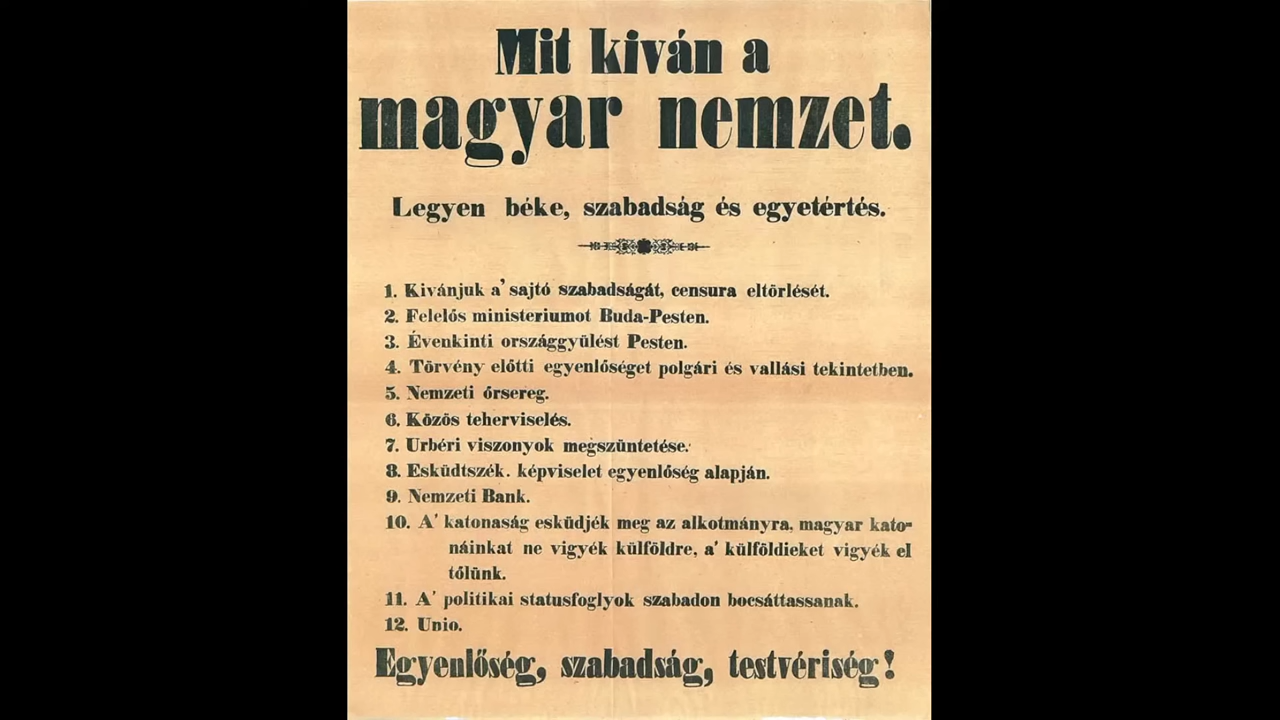 Mit kiván a
magyar nemzet.
Legyen béke, szabadság és egyetértés.
1. Kivánjuk a' sajtó szabadságát, censura eltörlését.
2. Felelős ministeriumot Buda-Pesten.
3. Évenkinti országgyülést Pesten.
4. Törvény előtti egyenlőséget polgári és vallási tekintetben.
5. Nemzeti őrsereg.
6. Közös teherviselés.
7. Urbéri viszonyok megszüntetése.
8. Esküdtszék. képviselet egyenlőség alapján.
9. Nemzeti Bank.
10. A' katonaság esküdjék meg az alkotmányra, magyar kato-
náinkat ne vigyék külföldre, a' külföldieket vigyék el
tőlünk.
11. A' politikai statusfoglyok szabadon bocsáttassanak.
12. Unio.
Egyenlőség, szabadság, testvériség!